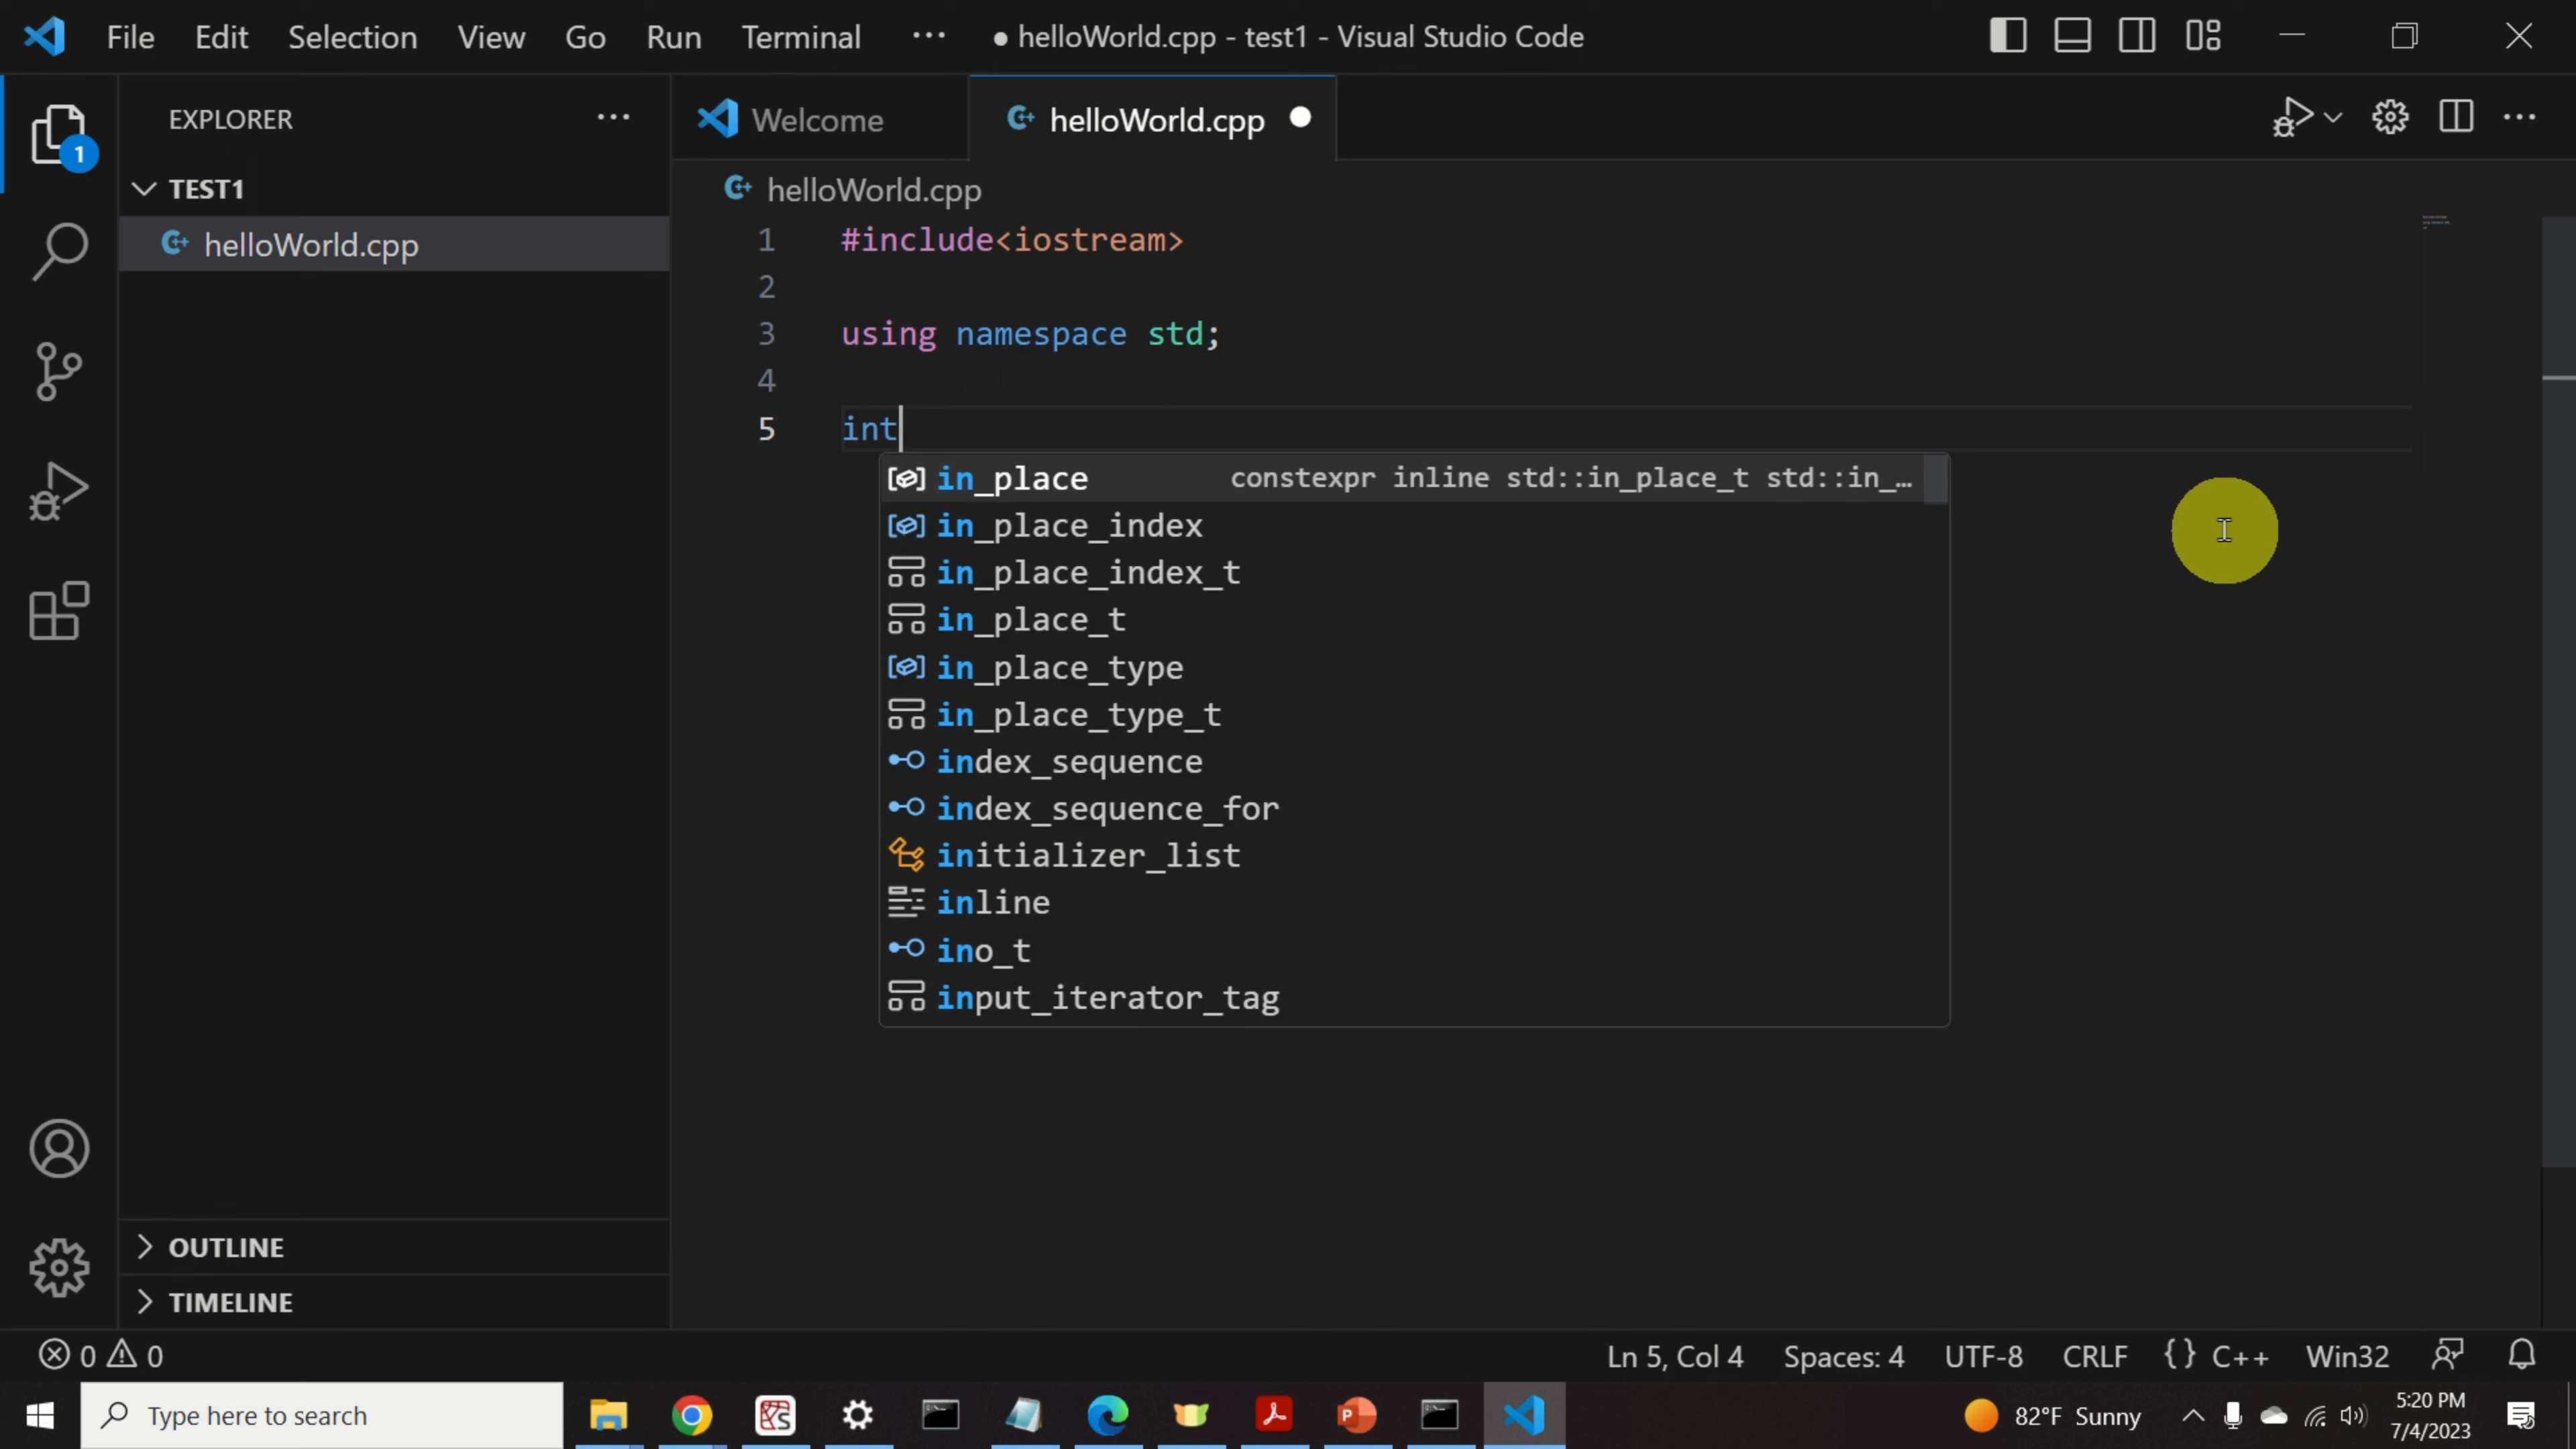 File Edit Selection View Go Run Terminal ··· ● helloWorld.cpp - test1 - Visual Studio Code
EXPLORER ···
Welcome
helloWorld.cpp ●
1
TEST1
helloWorld.cpp
helloWorld.cpp
1 #include<iostream>
2
3 using namespace std;
4
5 int
in_place constexpr inline std::in_place_t std::in_…
in_place_index
in_place_index_t
in_place_t
in_place_type
in_place_type_t
index_sequence
index_sequence_for
initializer_list
inline
ino_t
input_iterator_tag
OUTLINE
TIMELINE
0 0 Ln 5, Col 4 Spaces: 4 UTF-8 CRLF {} C++ Win32
Type here to search
82°F Sunny
5:20 PM
7/4/2023